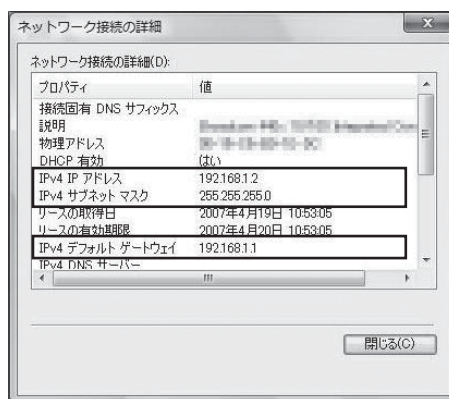 ネットワーク接続の詳細
ネットワーク接続の詳細(D):
プロパティ 値
接続固有 DNS サフィックス
説明
物理アドレス
DHCP 有効 はい
IPv4 IP アドレス 192.168.1.2
IPv4 サブネット マスク 255.255.255.0
リースの取得日 2007年4月19日 10:53:05
リースの有効期限 2007年4月20日 10:53:05
IPv4 デフォルト ゲートウェイ 192.168.1.1
IPv4 DNS サーバー
閉じる(C)